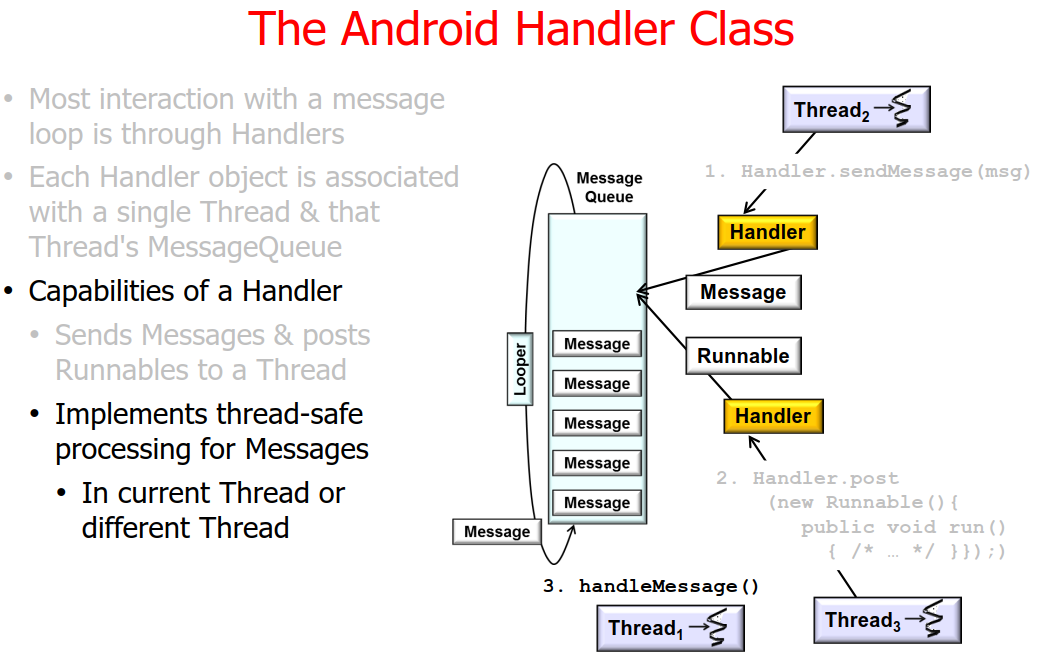 The Android Handler Class
• Most interaction with a message
loop is through Handlers
• Each Handler object is associated
with a single Thread & that
Thread's MessageQueue
• Capabilities of a Handler
• Sends Messages & posts
Runnables to a Thread
• Implements thread-safe
processing for Messages
• In current Thread or
different Thread
Thread2
1. Handler.sendMessage(msg)
Message
Queue
Handler
Message
Runnable
Looper
Message
Message
Message
Message
Message
Handler
2. Handler.post
(new Runnable(){
public void run()
{ /* … */ }});)
Message
3. handleMessage()
Thread1
Thread3